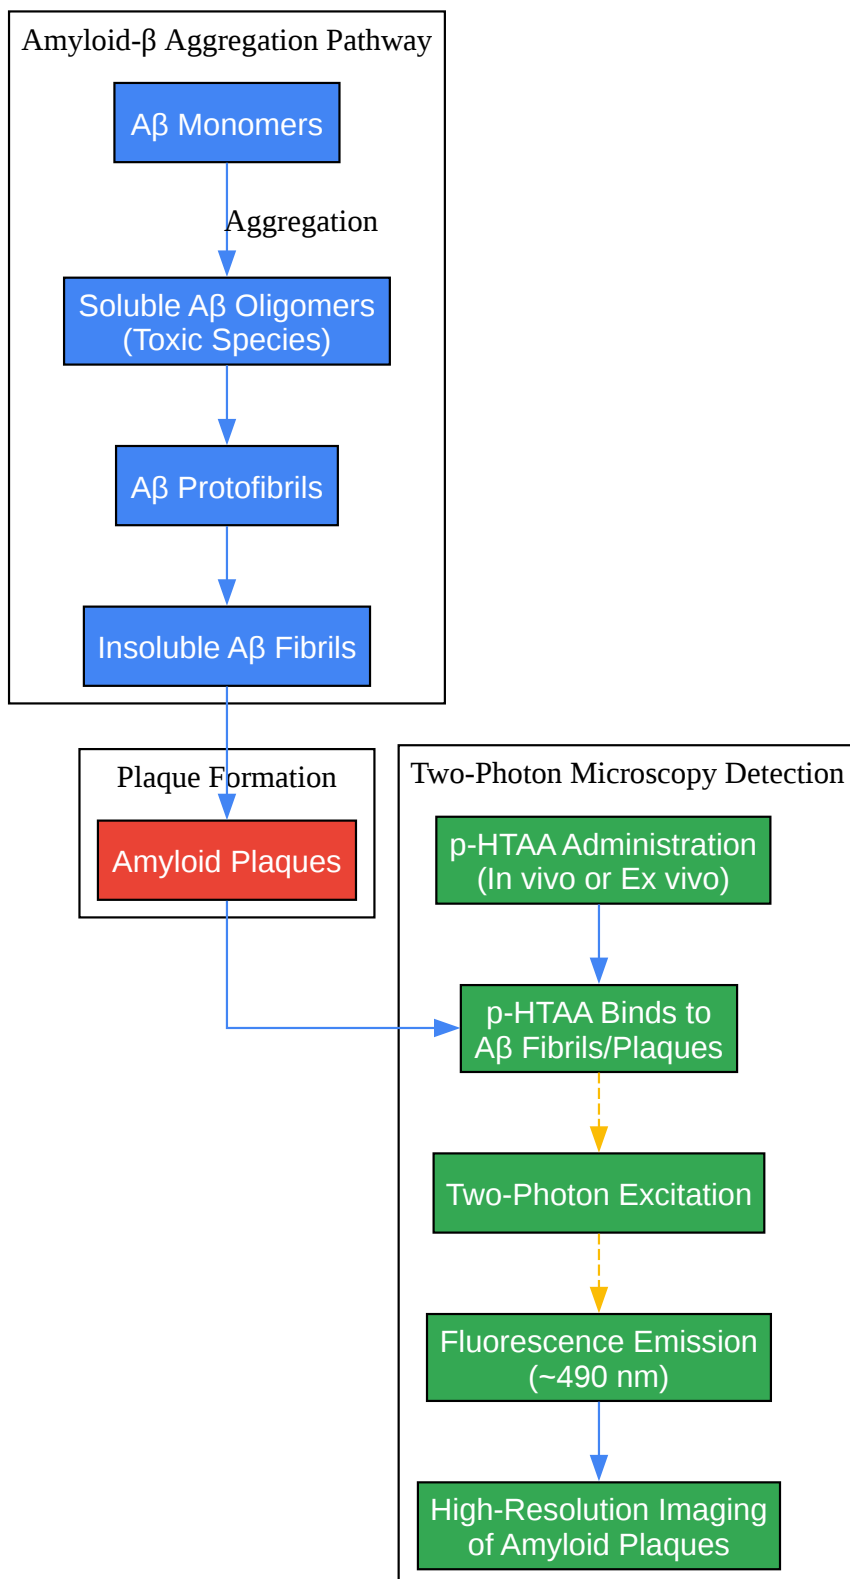 Amyloid-β Aggregation Pathway
Aβ Monomers
Aggregation
Soluble Aβ Oligomers
(Toxic Species)
Aβ Protofibrils
Insoluble Aβ Fibrils
Plaque Formation
Amyloid Plaques
Two-Photon Microscopy Detection
p-HTAA Administration
(In vivo or Ex vivo)
p-HTAA Binds to
Aβ Fibrils/Plaques
Two-Photon Excitation
Fluorescence Emission
(~490 nm)
High-Resolution Imaging
of Amyloid Plaques